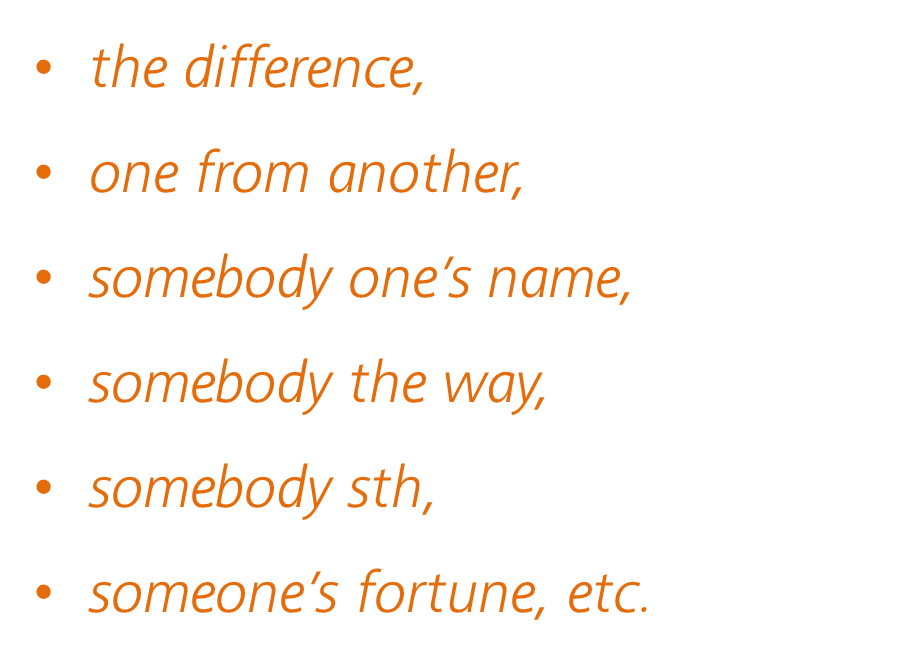 • the difference,
• one from another,
• somebody one’s name,
• somebody the way,
• somebody sth,
• someone’s fortune, etc.